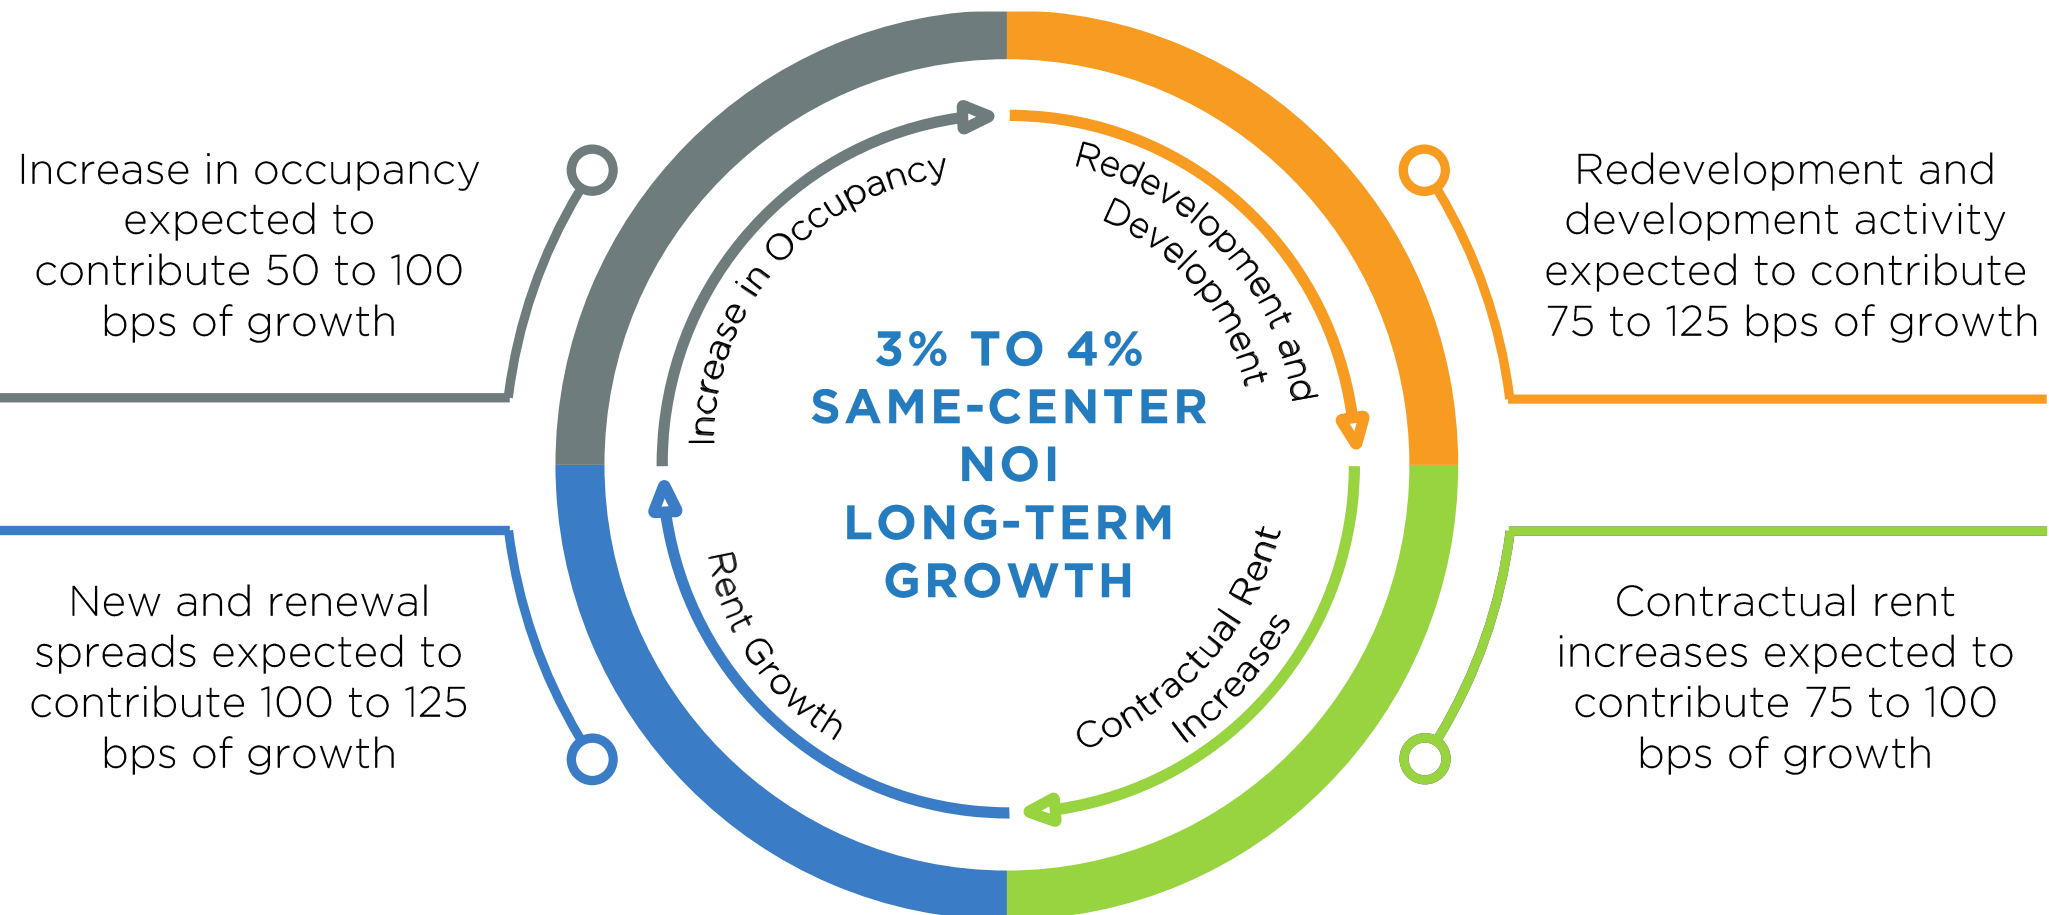 Increase in occupancy
expected to
contribute 50 to 100
bps of growth
Redevelopment and
development activity
expected to contribute
75 to 125 bps of growth
Increase in Occupancy
Redevelopment and
Development
3% TO 4%
SAME-CENTER
NOI
LONG-TERM
GROWTH
Rent Growth
Contractual Rent
Increases
New and renewal
spreads expected to
contribute 100 to 125
bps of growth
Contractual rent
increases expected to
contribute 75 to 100
bps of growth